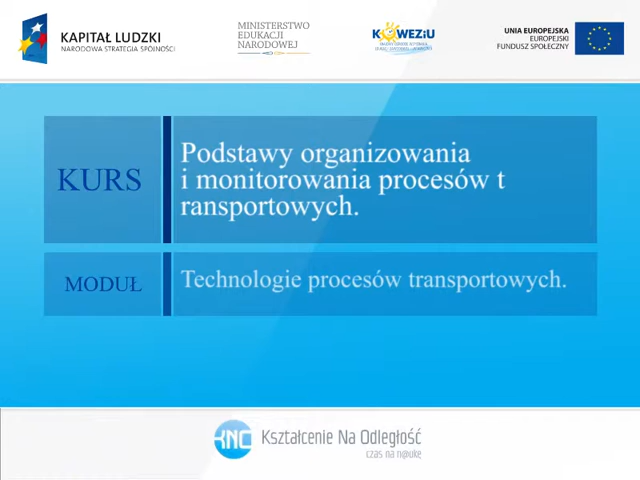 KAPITAŁ LUDZKI
NARODOWA STRATEGIA SPÓJNOŚCI
MINISTERSTWO
EDUKACJI
NARODOWEJ
KOWEZiU
UNIA EUROPEJSKA
EUROPEJSKI
FUNDUSZ SPOŁECZNY
KURS
Podstawy organizowania
i monitorowania procesów t
ransportowych.
MODUŁ
Technologie procesów transportowych.
KNO
Kształcenie Na Odległość
czas na n@ukę